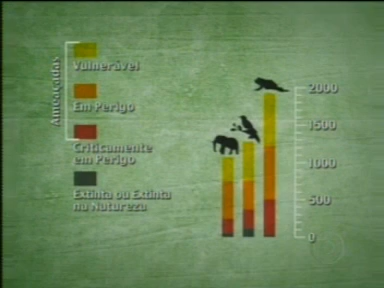 Ameaçadas
Vulnerável
Em Perigo
Criticamente
em Perigo
Extinta ou Extinta
na Natureza
2000
1500
1000
500
0